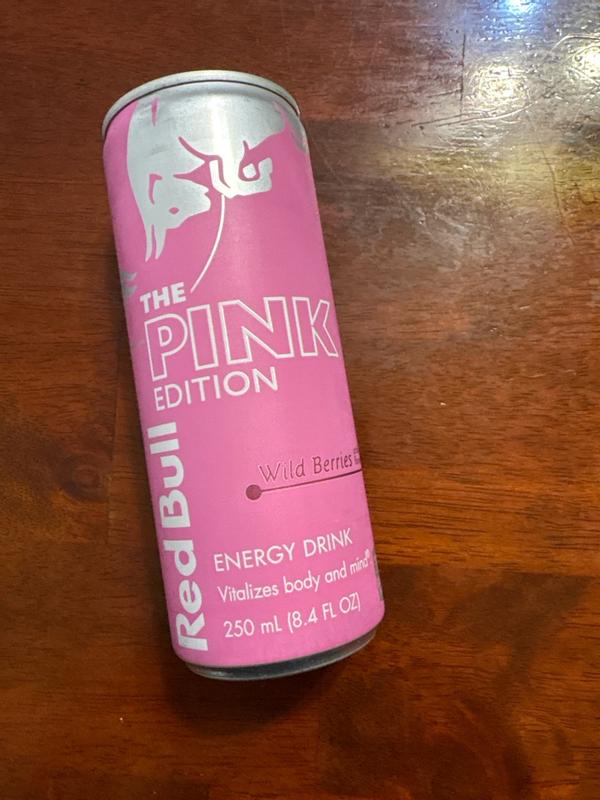 THE
PINK
EDITION
Red Bull
Wild Berries
ENERGY DRINK
Vitalizes body and mind®
250 mL (8.4 FL OZ)